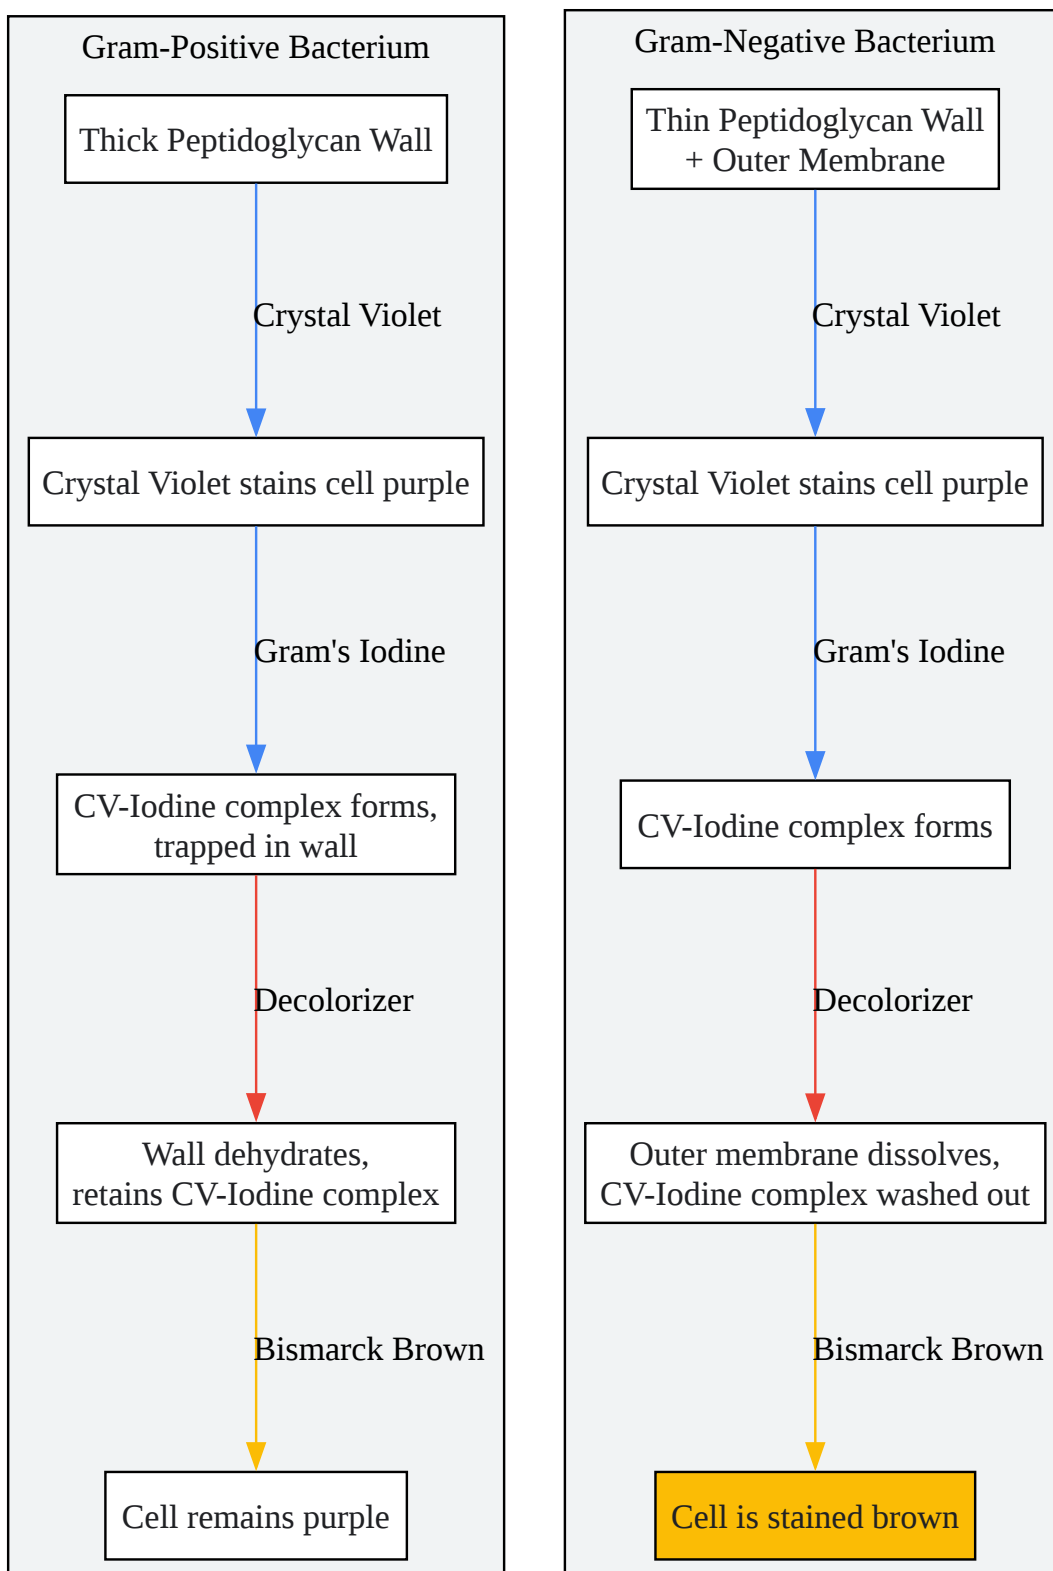 Gram-Positive Bacterium
Thick Peptidoglycan Wall
Crystal Violet
Crystal Violet stains cell purple
Gram's Iodine
CV-Iodine complex forms,
trapped in wall
Decolorizer
Wall dehydrates,
retains CV-Iodine complex
Bismarck Brown
Cell remains purple
Gram-Negative Bacterium
Thin Peptidoglycan Wall
+ Outer Membrane
Crystal Violet
Crystal Violet stains cell purple
Gram's Iodine
CV-Iodine complex forms
Decolorizer
Outer membrane dissolves,
CV-Iodine complex washed out
Bismarck Brown
Cell is stained brown